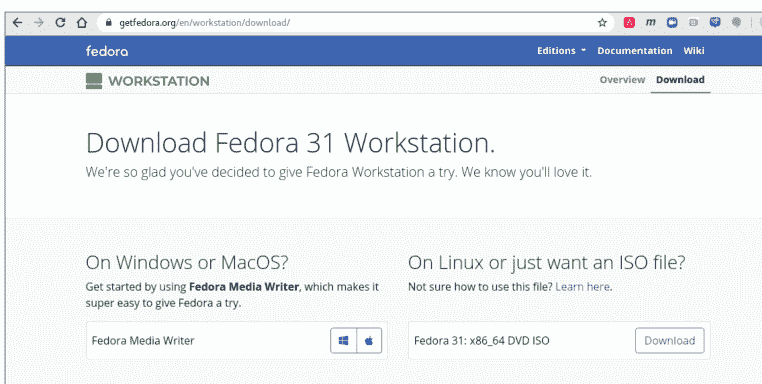 getfedora.org/en/workstation/download/
fedora
Editions Documentation Wiki
WORKSTATION
Overview Download
Download Fedora 31 Workstation.
We're so glad you've decided to give Fedora Workstation a try. We know you'll love it.
On Windows or MacOS?
Get started by using Fedora Media Writer, which makes it
super easy to give Fedora a try.
Fedora Media Writer
On Linux or just want an ISO file?
Not sure how to use this file? Learn here.
Fedora 31: x86_64 DVD ISO
Download